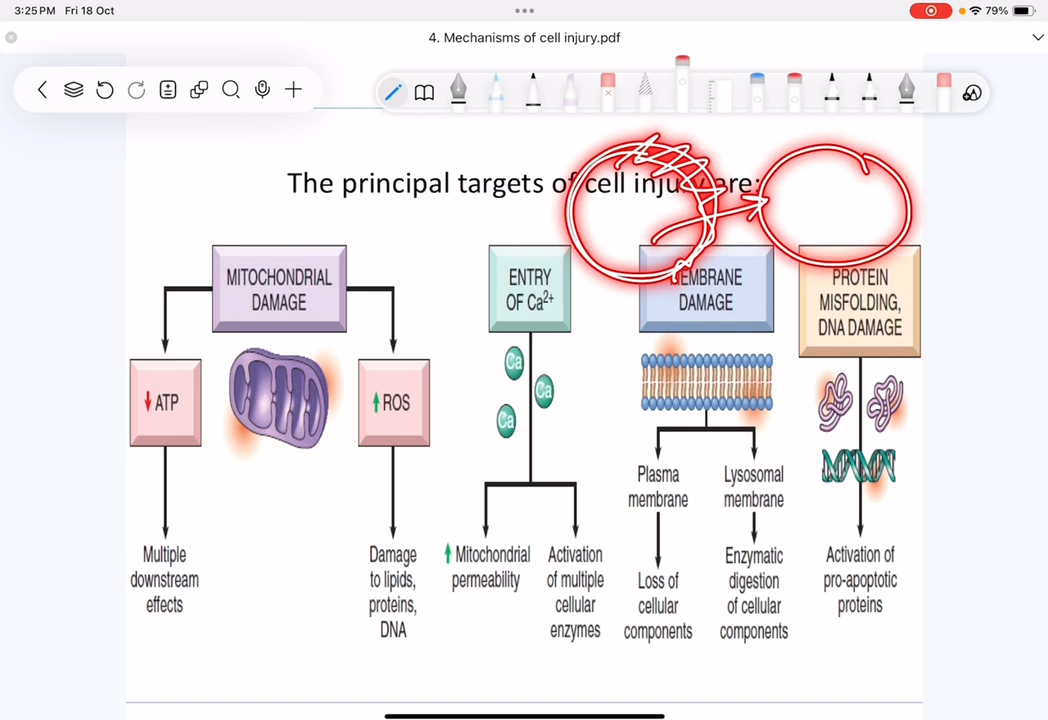 3:25 PM Fri 18 Oct
79%
4. Mechanisms of cell injury.pdf
The principal targets of cell injury are:
MITOCHONDRIAL
DAMAGE
ENTRY
OF Ca2+
MEMBRANE
DAMAGE
PROTEIN
MISFOLDING,
DNA DAMAGE
ATP
ROS
Ca
Ca
Ca
Plasma
membrane
Lysosomal
membrane
Multiple
downstream
effects
Damage
to lipids,
proteins,
DNA
Mitochondrial
permeability
Activation
of multiple
cellular
enzymes
Loss of
cellular
components
Enzymatic
digestion
of cellular
components
Activation of
pro-apoptotic
proteins